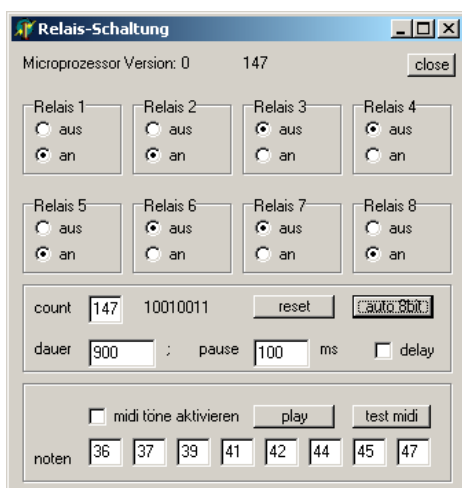 Relais-Schaltung
Microprozessor Version: 0 147 close
Relais 1 Relais 2 Relais 3 Relais 4
aus aus aus aus
an an an an
Relais 5 Relais 6 Relais 7 Relais 8
aus aus aus aus
an an an an
count 147 10010011 reset auto 8bit
dauer 900 ; pause 100 ms delay
midi töne aktivieren play test midi
noten 36 37 39 41 42 44 45 47